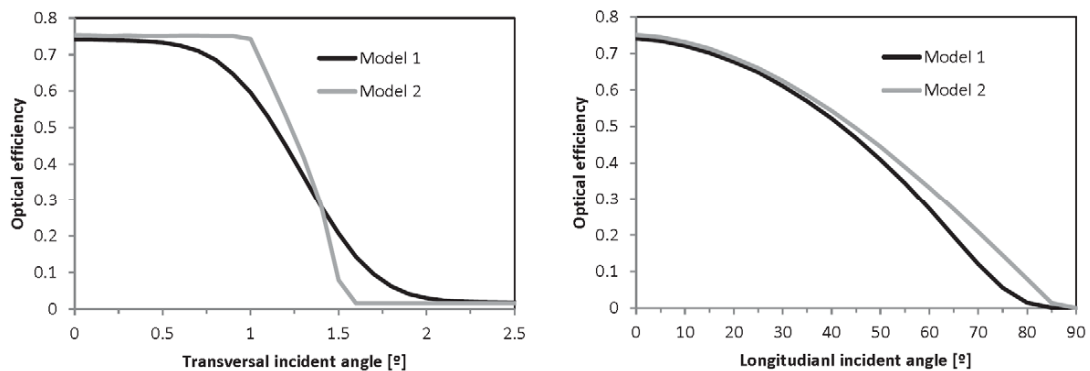 0.8
0.7
0.6
0.5
0.4
0.3
0.2
0.1
0
Optical efficiency
Model 1
Model 2
0 0.5 1 1.5 2 2.5
Transversal incident angle [º]
0.8
0.7
0.6
0.5
0.4
0.3
0.2
0.1
0
Optical efficiency
Model 1
Model 2
0 10 20 30 40 50 60 70 80 90
Longitudianl incident angle [º]